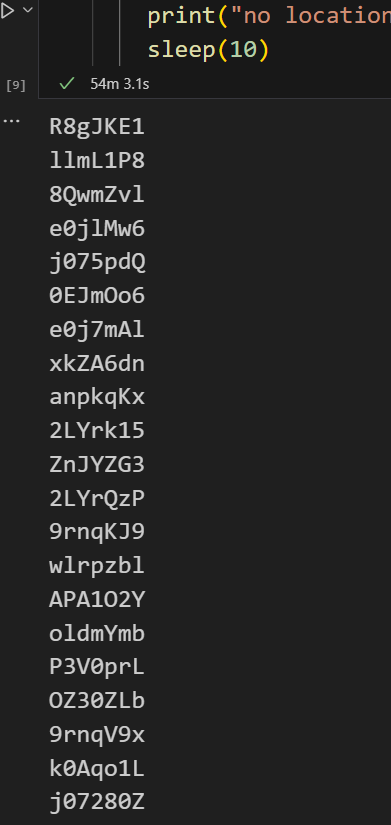 print("no location
sleep(10)
[9] 54m 3.1s
...
R8gJKE1
llmL1P8
8QwmZvl
e0jlMw6
j075pdQ
0EJmOo6
e0j7mAl
xkZA6dn
anpkqKx
2LYrk15
ZnJYZG3
2LYrQzP
9rnqKJ9
wlrpzbl
APA1O2Y
oldmYmb
P3V0prL
OZ30ZLb
9rnqV9x
k0Aqo1L
j07280Z